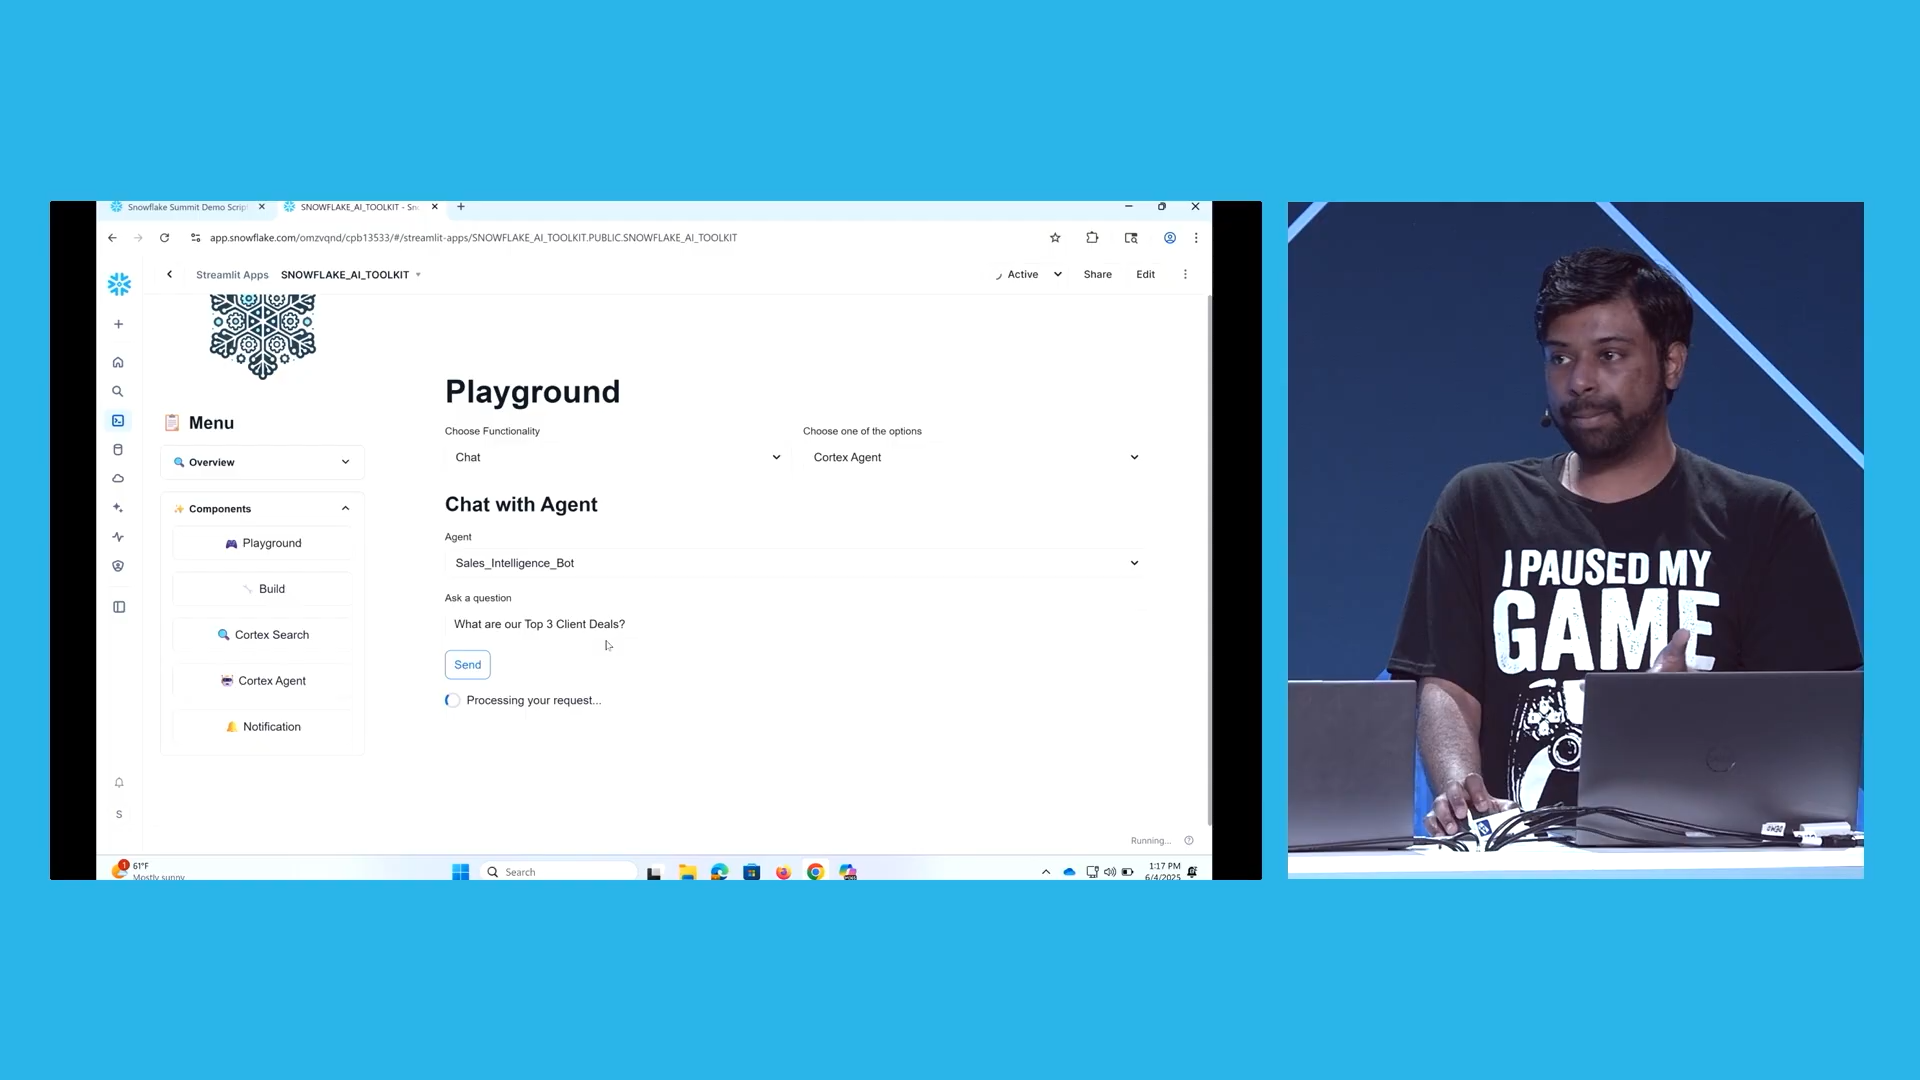 Snowflake Summit Demo Scrip
SNOWFLAKE_AI_TOOLKIT - Sn
app.snowflake.com/omzvqnd/cpb13533/#/streamlit-apps/SNOWFLAKE_AI_TOOLKIT.PUBLIC.SNOWFLAKE_AI_TOOLKIT
Streamlit Apps SNOWFLAKE_AI_TOOLKIT
Active Share Edit
Menu
Overview
Components
Playground
Build
Cortex Search
Cortex Agent
Notification
S
Playground
Choose Functionality
Chat
Choose one of the options
Cortex Agent
Chat with Agent
Agent
Sales_Intelligence_Bot
Ask a question
What are our Top 3 Client Deals?
Send
Processing your request...
Running...
1
61°F
Mostly sunny
Search
1:17 PM
6/4/2025
I PAUSED MY
GAME
DEMO